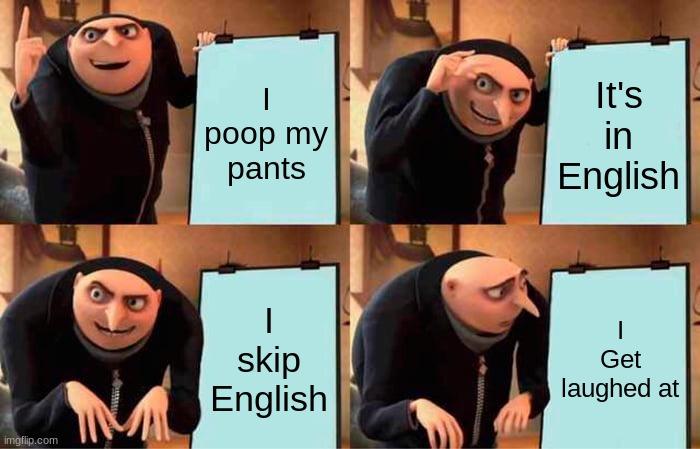 I
poop my
pants
It's
in
English
I
skip
English
I
Get
laughed at
imgflip.com